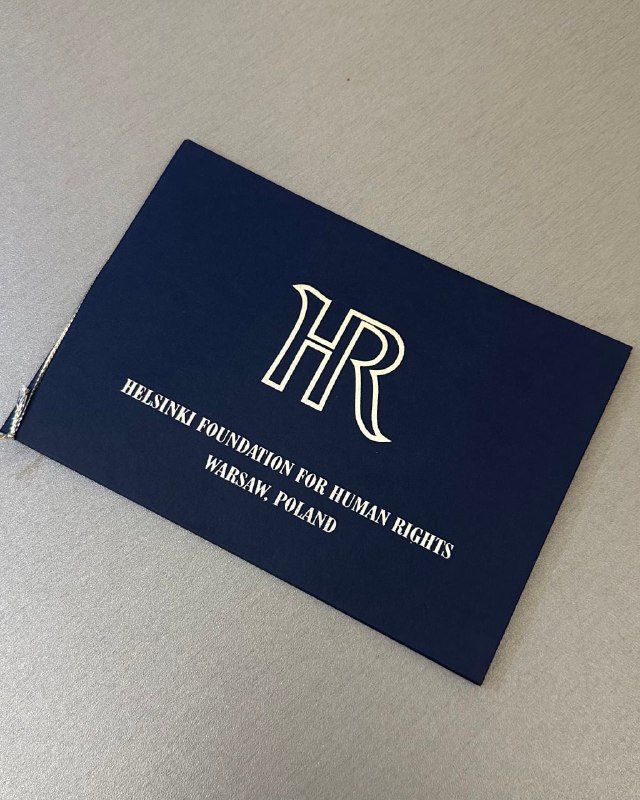 HR
HELSINKI FOUNDATION FOR HUMAN RIGHTS
WARSAW, POLAND